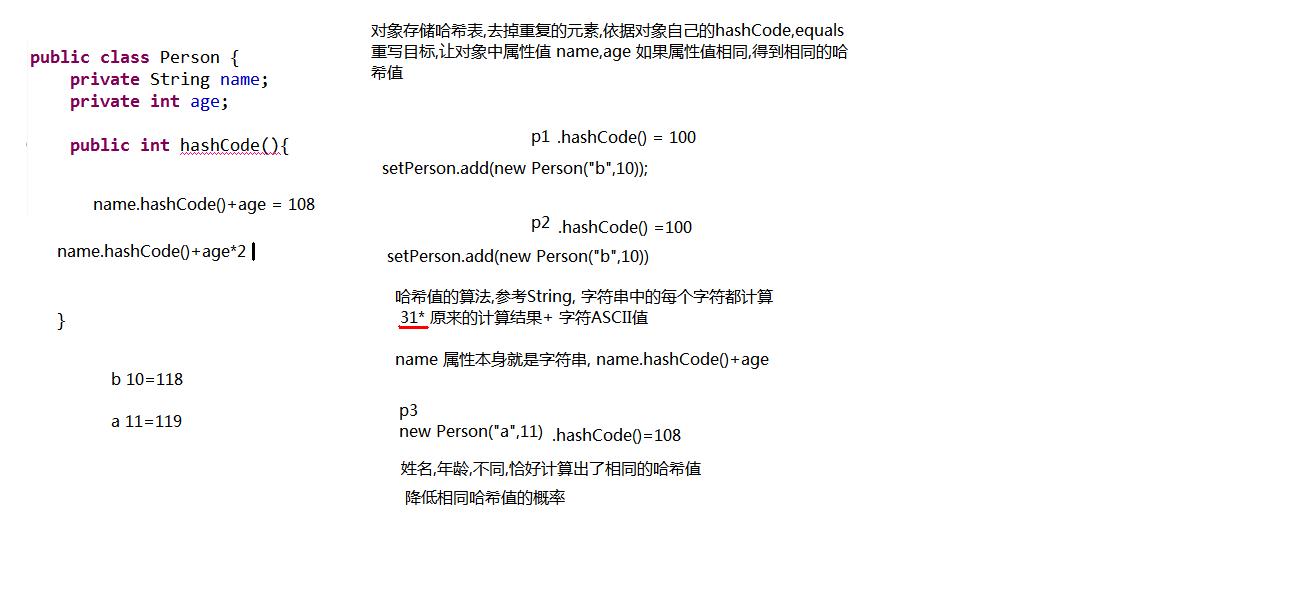 public class Person {
private String name;
private int age;
public int hashCode(){
name.hashCode()+age = 108
name.hashCode()+age*2
}
b 10=118
a 11=119
对象存储哈希表,去掉重复的元素,依据对象自己的hashCode,equals
重写目标,让对象中属性值 name,age 如果属性值相同,得到相同的哈
希值
p1 .hashCode() = 100
setPerson.add(new Person("b",10));
p2 .hashCode() =100
setPerson.add(new Person("b",10))
哈希值的算法,参考String, 字符串中的每个字符都计算
31* 原来的计算结果+ 字符ASCII值
name 属性本身就是字符串, name.hashCode()+age
p3
new Person("a",11) .hashCode()=108
姓名,年龄,不同,恰好计算出了相同的哈希值
降低相同哈希值的概率